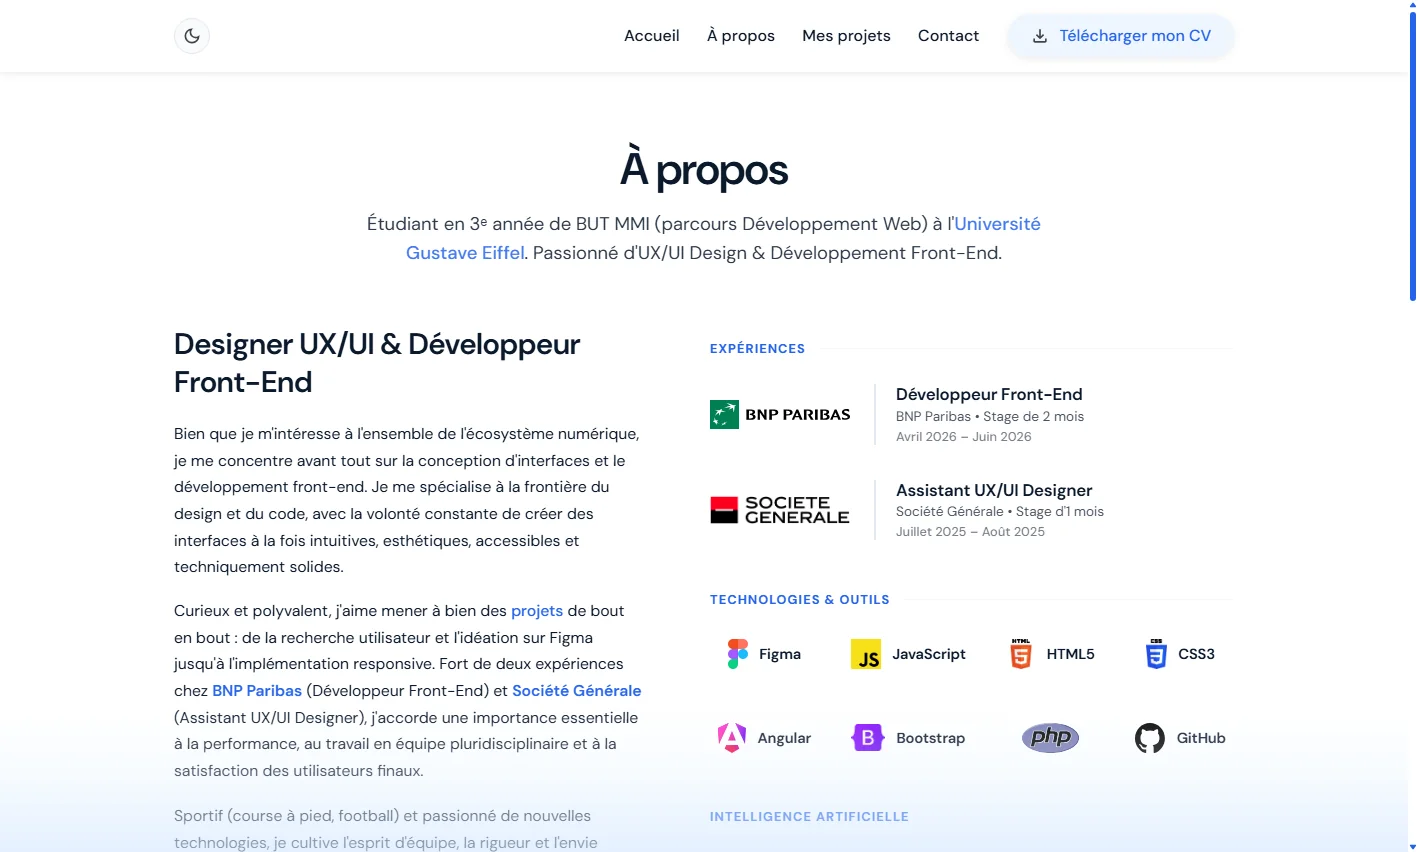 Accueil
À propos
Mes projets
Contact
Télécharger mon CV
À propos
Étudiant en 3ᵉ année de BUT MMI (parcours Développement Web) à l'Université
Gustave Eiffel. Passionné d'UX/UI Design & Développement Front-End.
Designer UX/UI & Développeur
Front-End
Bien que je m'intéresse à l'ensemble de l'écosystème numérique,
je me concentre avant tout sur la conception d'interfaces et le
développement front-end. Je me spécialise à la frontière du
design et du code, avec la volonté constante de créer des
interfaces à la fois intuitives, esthétiques, accessibles et
techniquement solides.
Curieux et polyvalent, j'aime mener à bien des projets de bout
en bout : de la recherche utilisateur et l'idéation sur Figma
jusqu'à l'implémentation responsive. Fort de deux expériences
chez BNP Paribas (Développeur Front-End) et Société Générale
(Assistant UX/UI Designer), j'accorde une importance essentielle
à la performance, au travail en équipe pluridisciplinaire et à la
satisfaction des utilisateurs finaux.
Sportif (course à pied, football) et passionné de nouvelles
technologies, je cultive l'esprit d'équipe, la rigueur et l'envie
EXPÉRIENCES
BNP PARIBAS
Développeur Front-End
BNP Paribas • Stage de 2 mois
Avril 2026 – Juin 2026
SOCIETE
GENERALE
Assistant UX/UI Designer
Société Générale • Stage d'1 mois
Juillet 2025 – Août 2025
TECHNOLOGIES & OUTILS
Figma
JS JavaScript
HTML 5 HTML5
CSS 3 CSS3
A Angular
B Bootstrap
php
GitHub
INTELLIGENCE ARTIFICIELLE